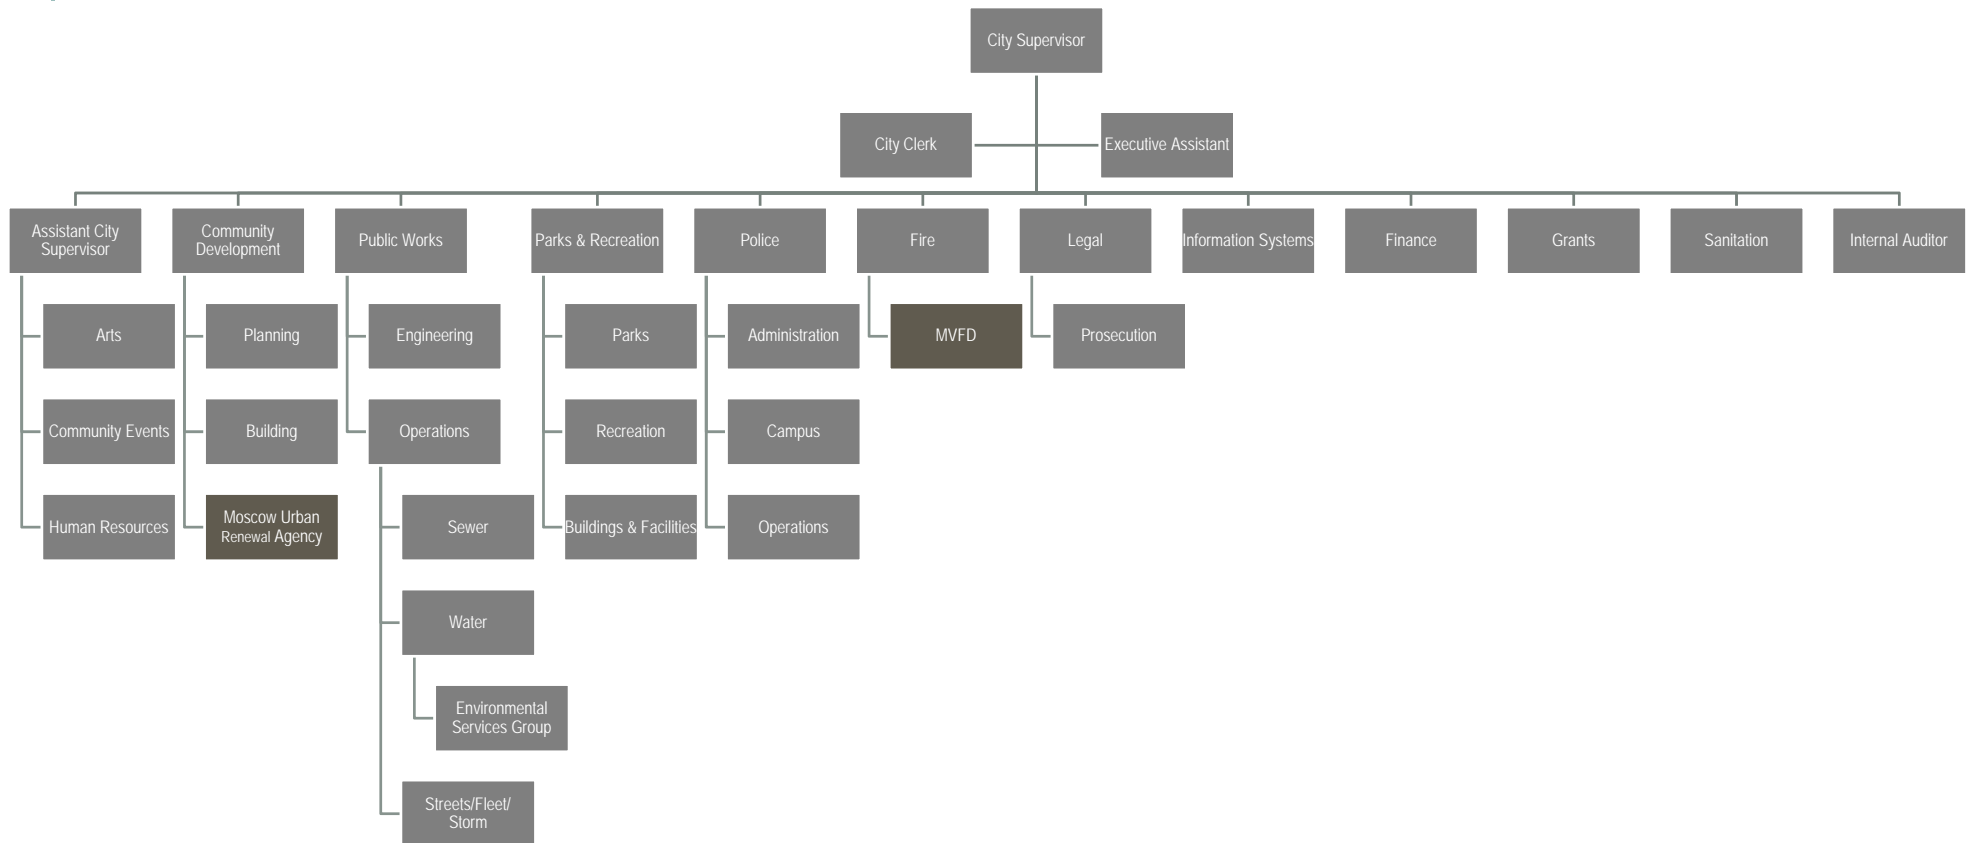 City Supervisor
City Clerk
Executive Assistant
Assistant City
Supervisor
Community
Development
Public Works
Parks & Recreation
Police
Fire
Legal
Information Systems
Finance
Grants
Sanitation
Internal Auditor
Arts
Planning
Engineering
Parks
Administration
MVFD
Prosecution
Community Events
Building
Operations
Recreation
Campus
Human Resources
Moscow Urban
Renewal Agency
Sewer
Buildings & Facilities
Operations
Water
Environmental
Services Group
Streets/Fleet/
Storm